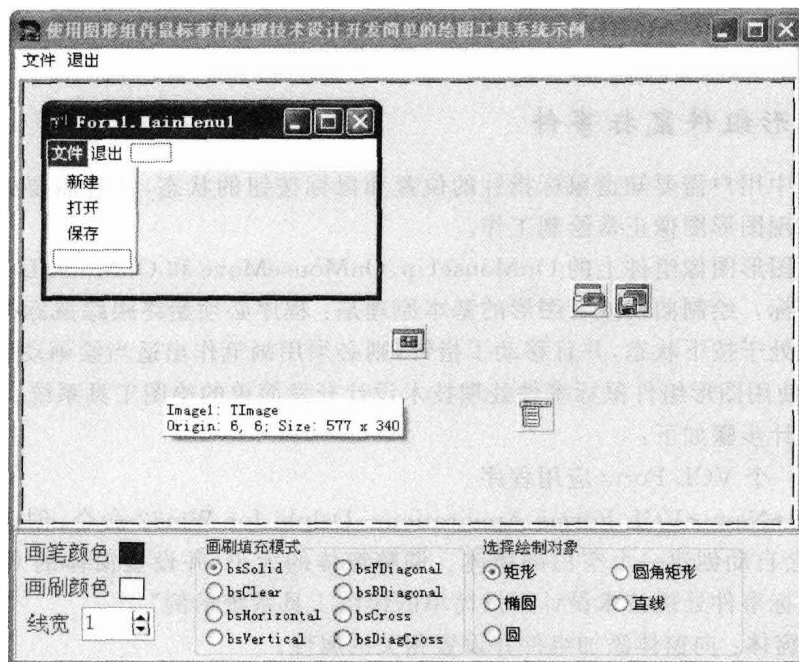 使用图形组件鼠标事件处理技术设计开发简单的绘图工具系统示例
文件 退出
Form1.MainMenu1
文件 退出
新建
打开
保存
Image1: TImage
Origin: 6, 6; Size: 577 x 340
画笔颜色
画刷颜色
线宽 1
画刷填充模式
bsSolid bsFDiagonal
bsClear bsBDiagonal
bsHorizontal bsCross
bsVertical bsDiagCross
选择绘制对象
矩形 圆角矩形
椭圆 直线
圆